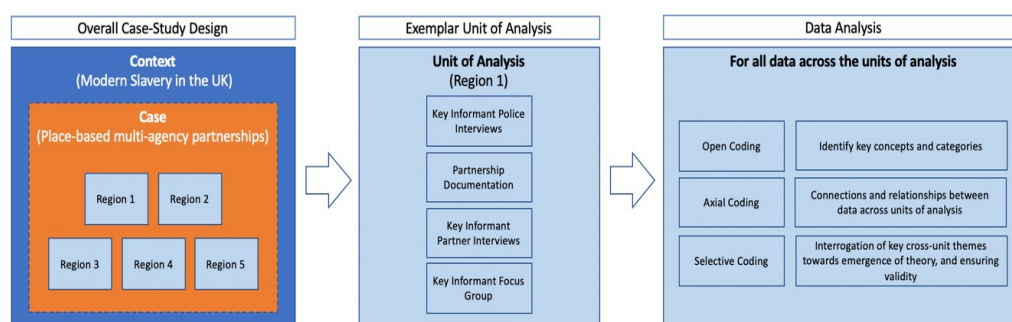 Overall Case-Study Design
Context
(Modern Slavery in the UK)
Case
(Place-based multi-agency partnerships)
Region 1
Region 2
Region 3
Region 4
Region 5
Exemplar Unit of Analysis
Unit of Analysis
(Region 1)
Key Informant Police
Interviews
Partnership
Documentation
Key Informant
Partner Interviews
Key Informant Focus
Group
Data Analysis
For all data across the units of analysis
Open Coding
Identify key concepts and categories
Axial Coding
Connections and relationships between
data across units of analysis
Selective Coding
Interrogation of key cross-unit themes
towards emergence of theory, and ensuring
validity